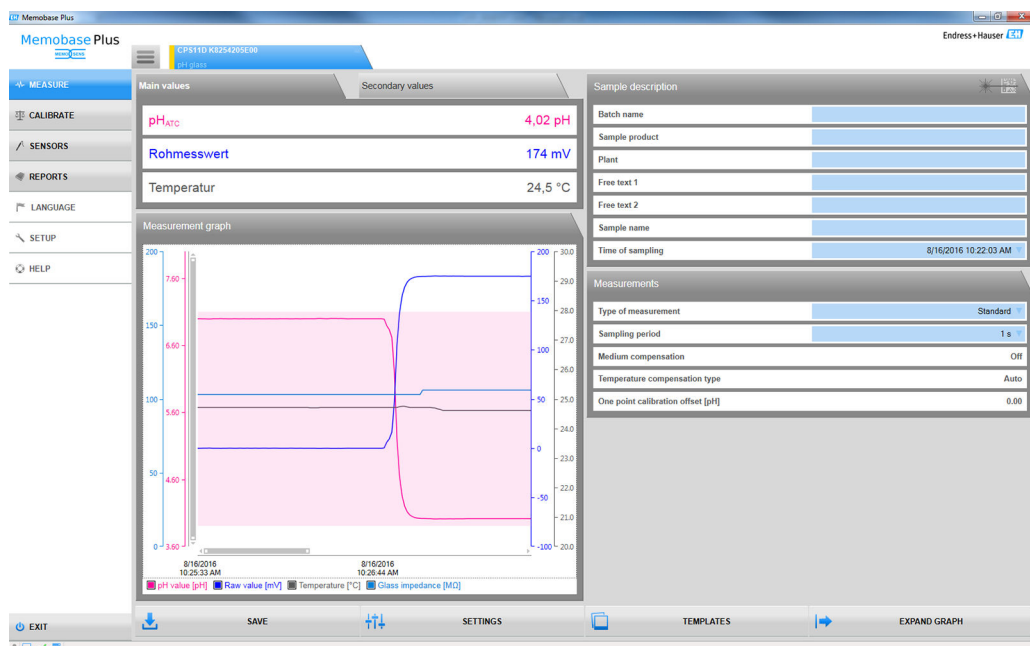 Memobase Plus
Memobase Plus
MEMOSENS
Endress+Hauser EH
CPS11D K8254205E00
pH glass
MEASURE
CALIBRATE
SENSORS
REPORTS
LANGUAGE
SETUP
HELP
EXIT
Main values
Secondary values
pHATC 4,02 pH
Rohmesswert 174 mV
Temperatur 24,5 °C
Measurement graph
200
150
100
50
0
7.60
6.60
5.60
4.60
3.60
200
150
100
50
0
-50
-100
30.0
29.0
28.0
27.0
26.0
25.0
24.0
23.0
22.0
21.0
20.0
8/16/2016
10:25:33 AM
8/16/2016
10:26:44 AM
pH value [pH] Raw value [mV] Temperature [°C] Glass impedance [MΩ]
Sample description
Batch name
Sample product
Plant
Free text 1
Free text 2
Sample name
Time of sampling 8/16/2016 10:22:03 AM
Measurements
Type of measurement Standard
Sampling period 1 s
Medium compensation Off
Temperature compensation type Auto
One point calibration offset [pH] 0.00
SAVE
SETTINGS
TEMPLATES
EXPAND GRAPH